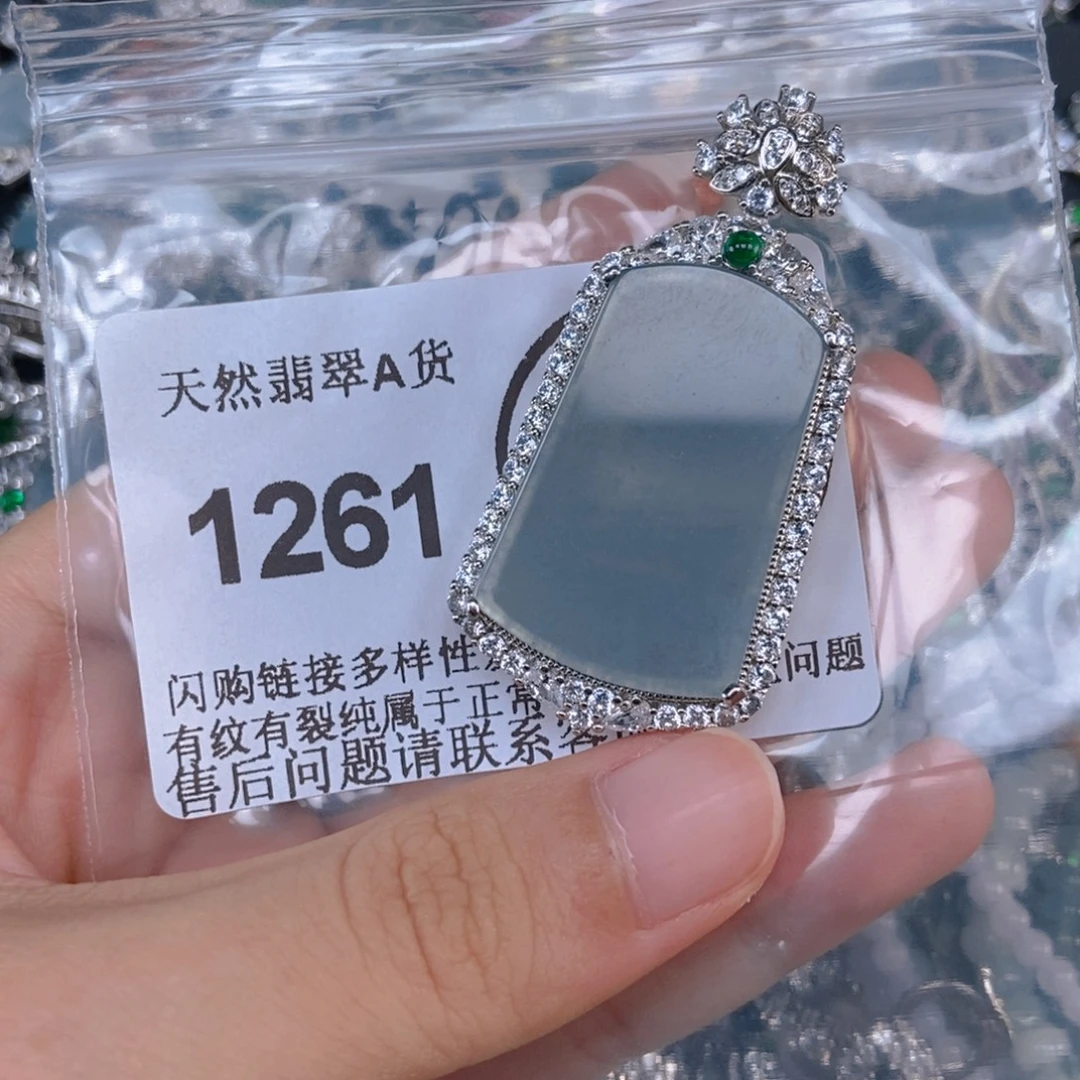 天然翡翠A货
1261
闪购链接多样性 问题
有纹有裂纯属于正常
售后问题请联系客